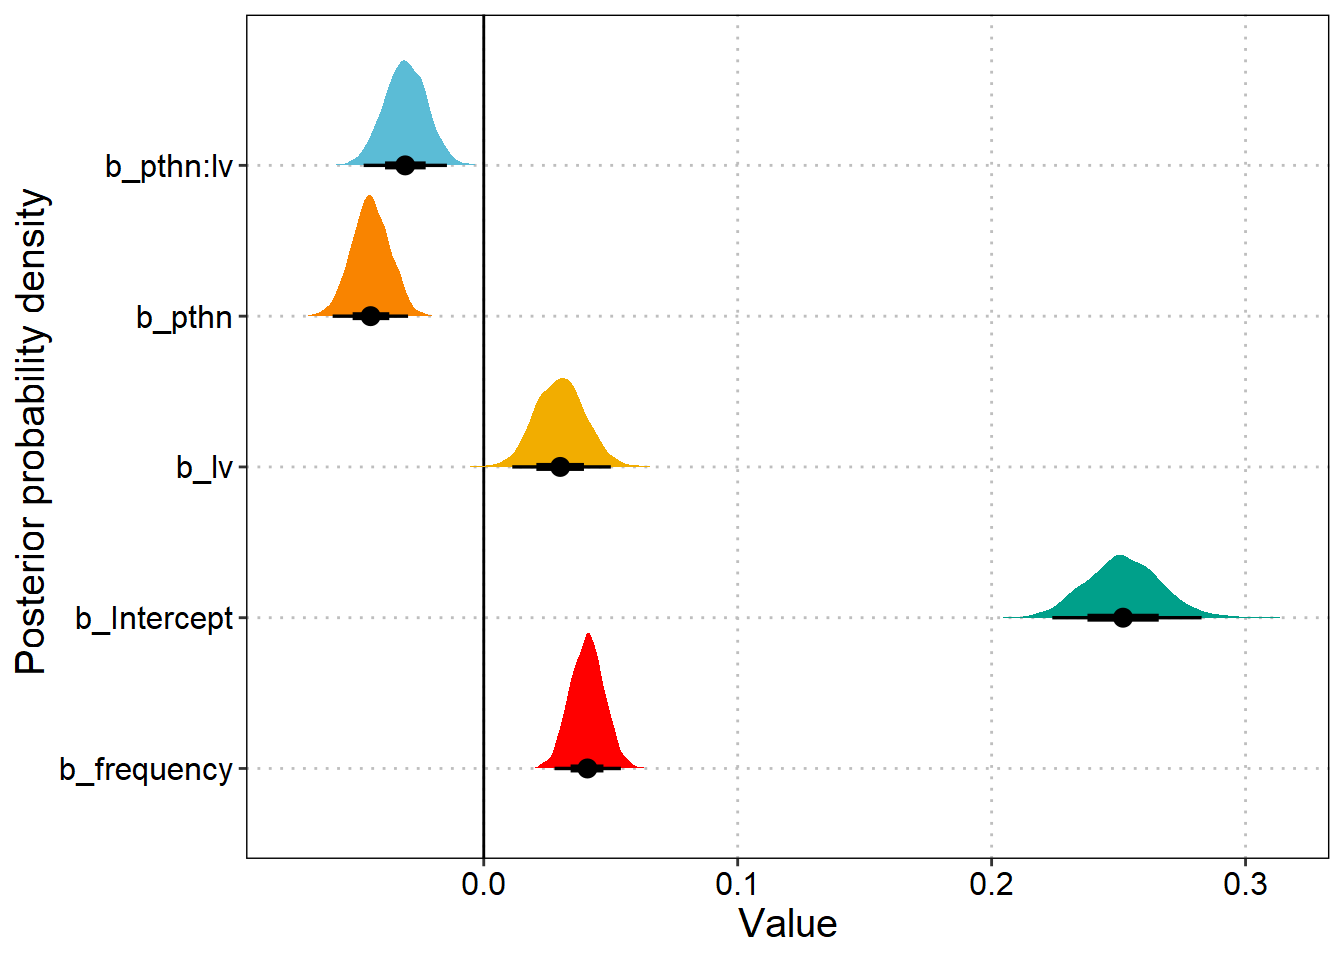 Posterior probability density
b_pthn:lv
b_pthn
b_lv
b_Intercept
b_frequency
0.0 0.1 0.2 0.3
Value